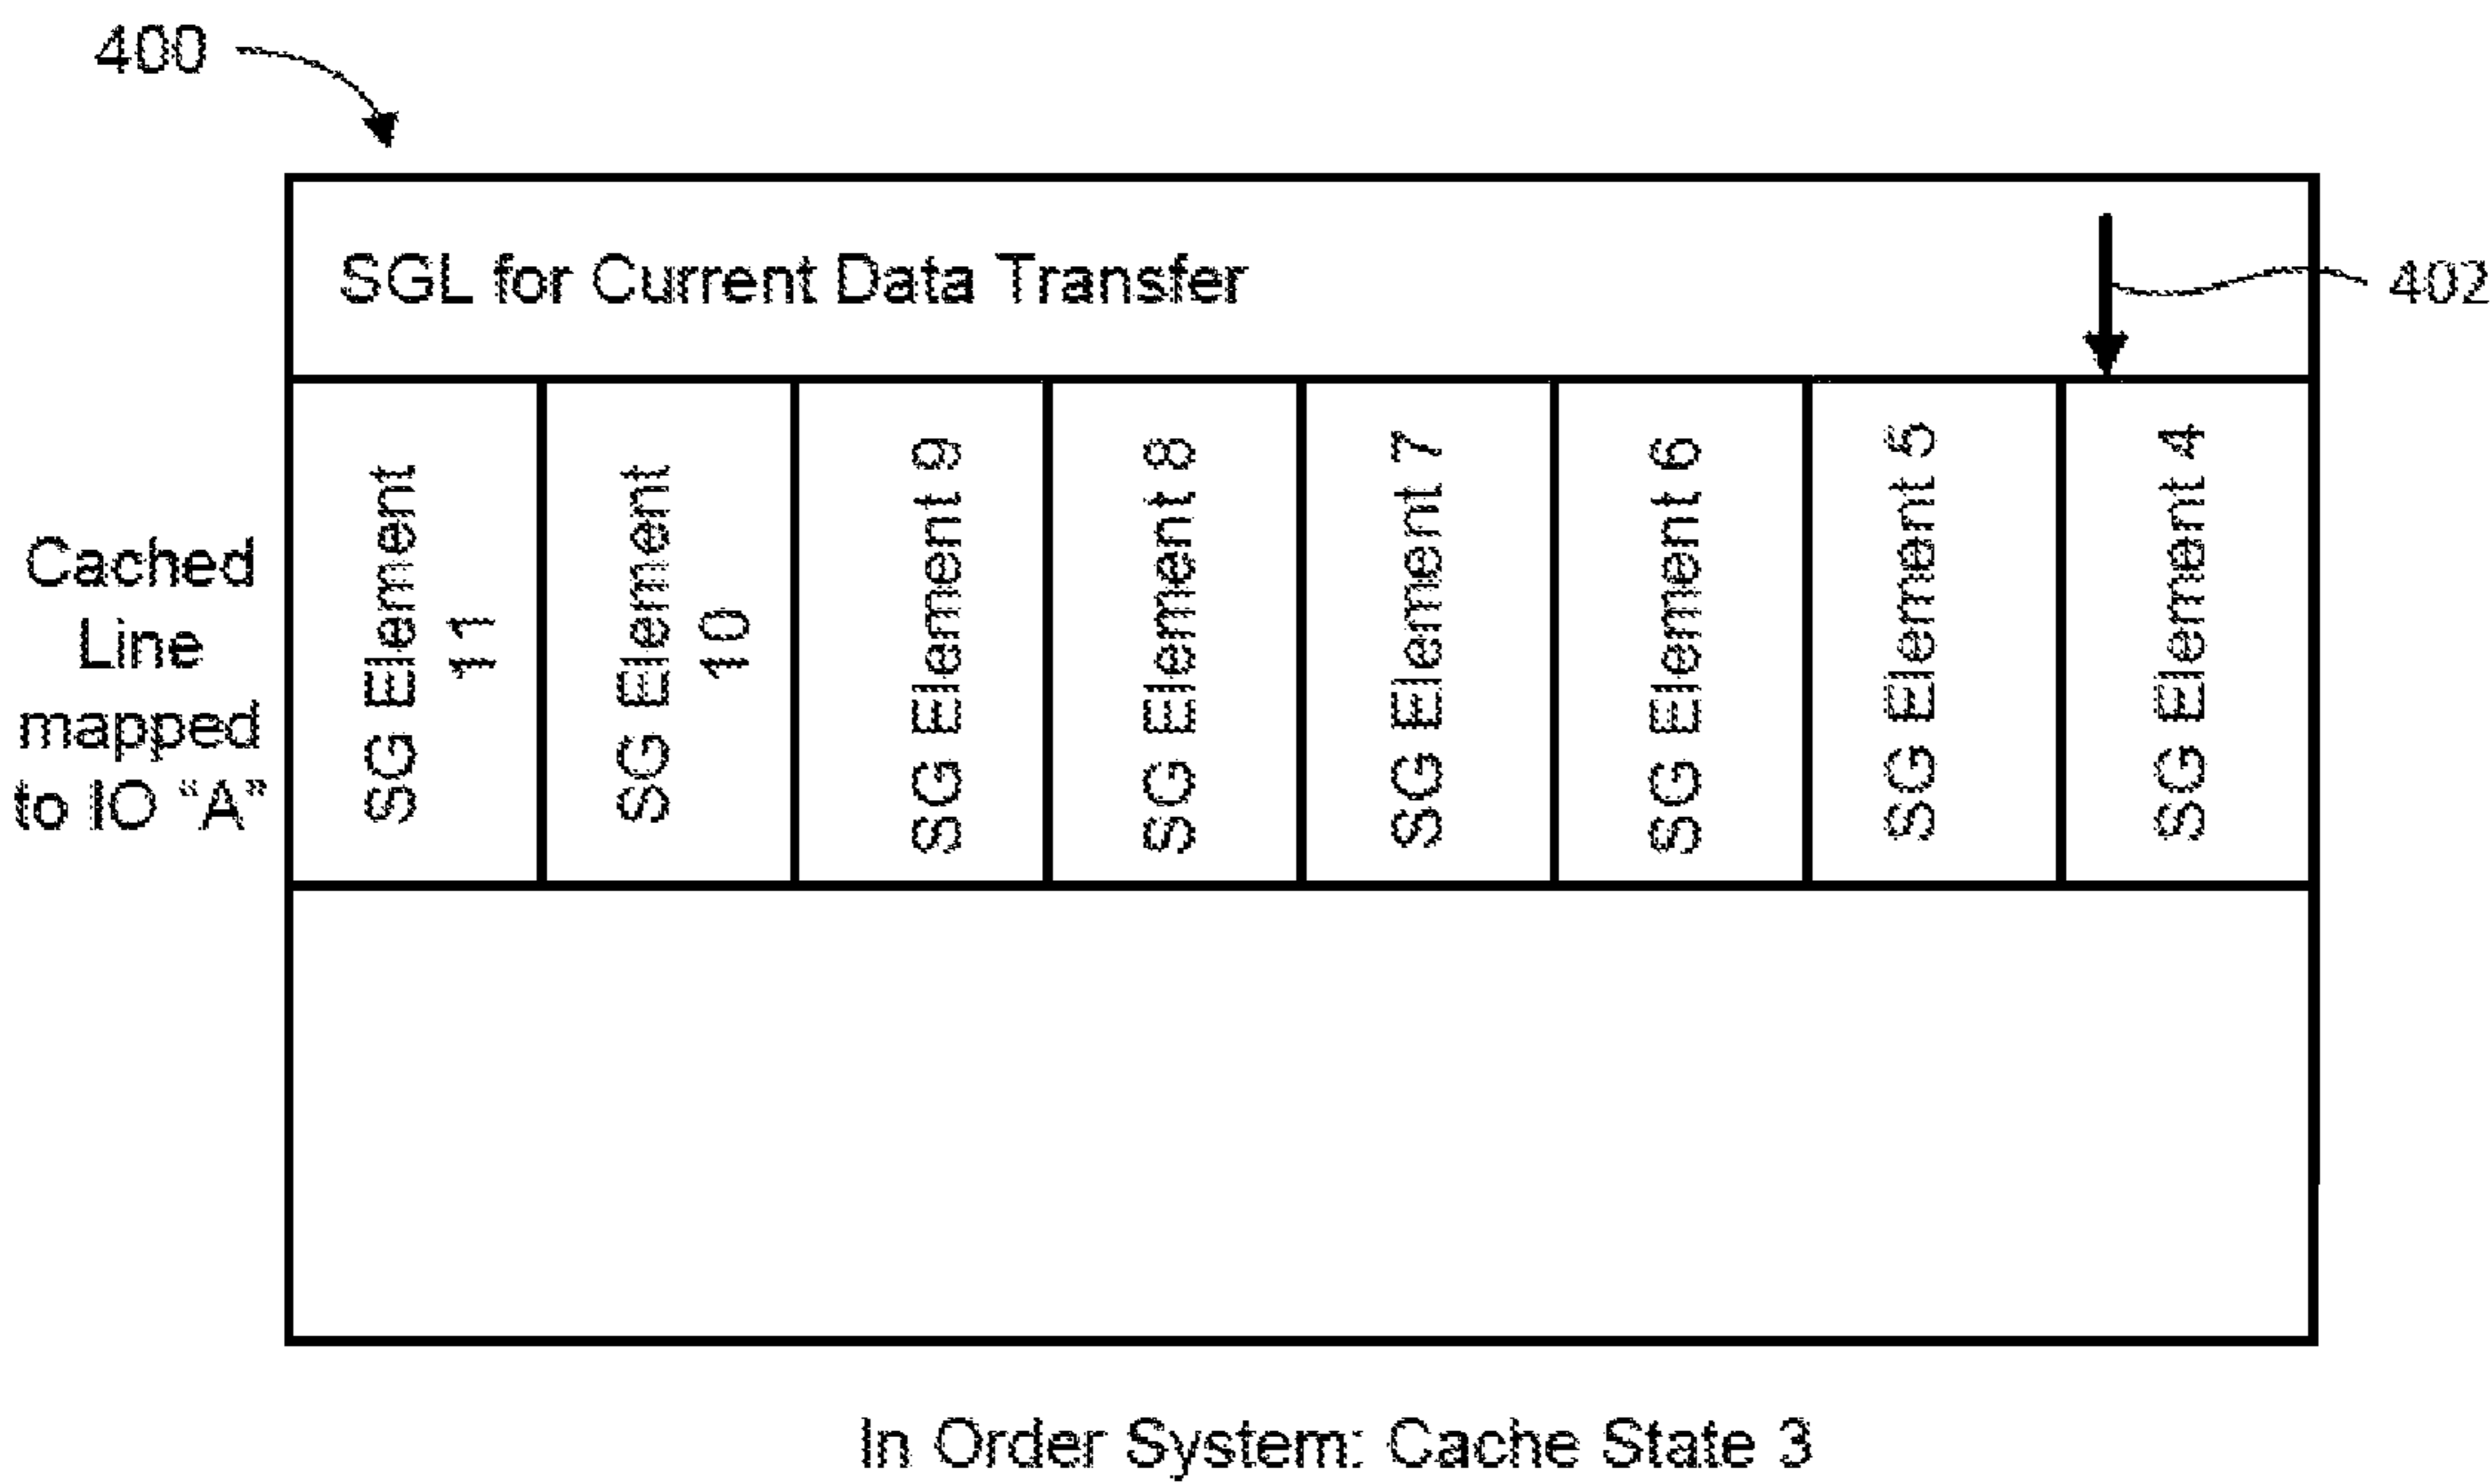 400
SGL for Current Data Transfer
402
Cached
Line
mapped
to IO “A”
SG Element
11
SG Element
10
SG Element 9
SG Element 8
SG Element 7
SG Element 6
SG Element 5
SG Element 4
In Order System: Cache State 3